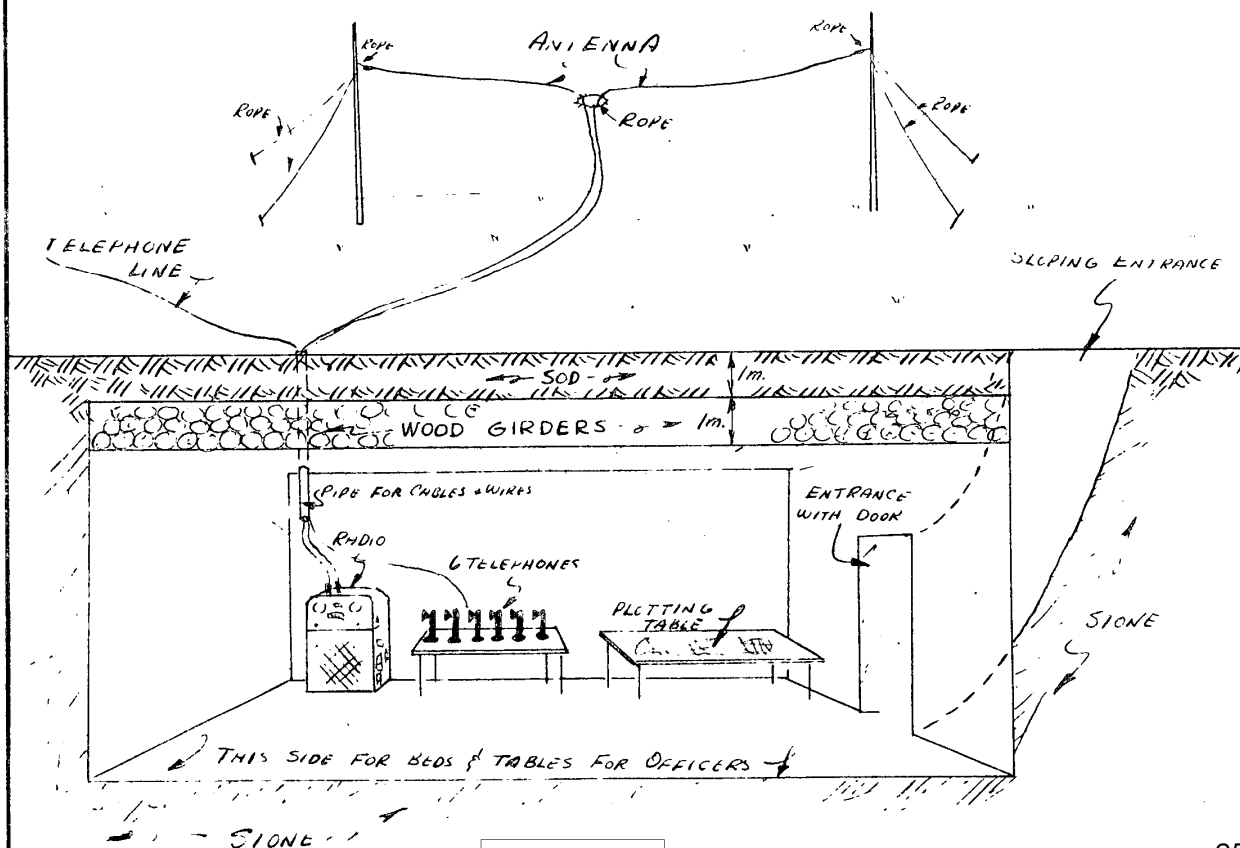 ROPE
ANTENNA
ROPE
ROPE
ROPE
ROPE
TELEPHONE
LINE
SLOPING ENTRANCE
SOD
1m.
WOOD GIRDERS
1m.
PIPE FOR CABLES & WIRES
ENTRANCE
WITH DOOR
RADIO
6 TELEPHONES
PLOTTING
TABLE
STONE
THIS SIDE FOR BEDS & TABLES FOR OFFICERS
STONE